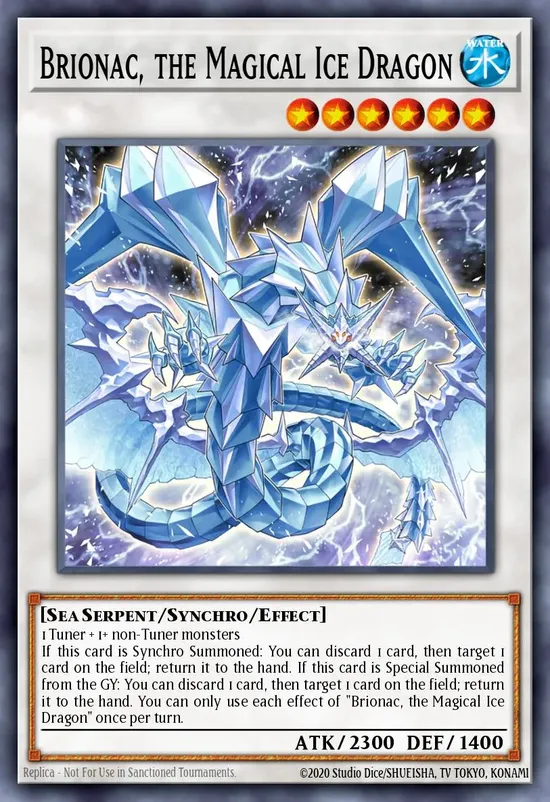 Brionac, the Magical Ice Dragon
WATER
水
[Sea Serpent/Synchro/Effect]
1 Tuner + 1+ non-Tuner monsters
If this card is Synchro Summoned: You can discard 1 card, then target 1
card on the field; return it to the hand. If this card is Special Summoned
from the GY: You can discard 1 card, then target 1 card on the field; return
it to the hand. You can only use each effect of "Brionac, the Magical Ice
Dragon" once per turn.
ATK/2300 DEF/1400
Replica - Not For Use in Sanctioned Tournaments.
©2020 Studio Dice/SHUEISHA, TV TOKYO, KONAMI